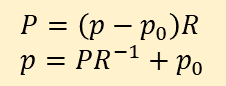 P = (p − p₀)R
p = PR⁻¹ + p₀